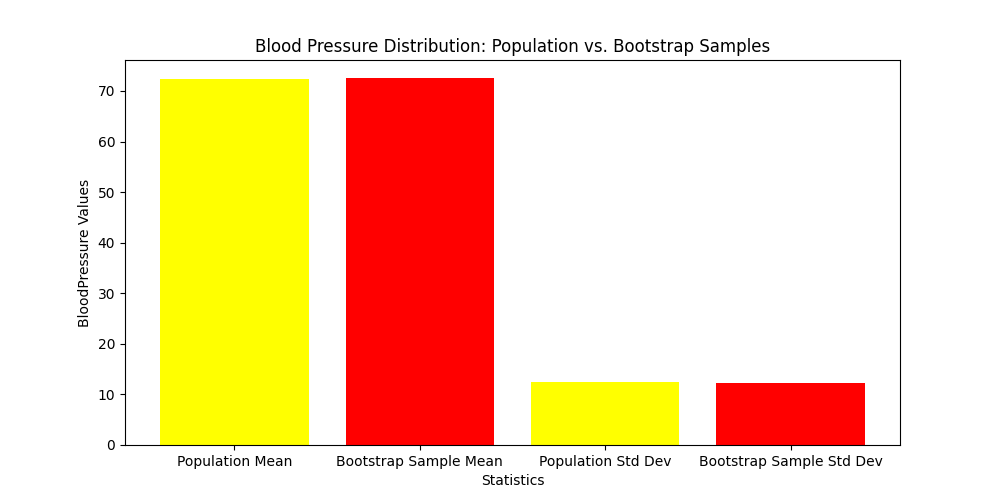 Blood Pressure Distribution: Population vs. Bootstrap Samples
BloodPressure Values
70
60
50
40
30
20
10
0
Population Mean
Bootstrap Sample Mean
Population Std Dev
Bootstrap Sample Std Dev
Statistics